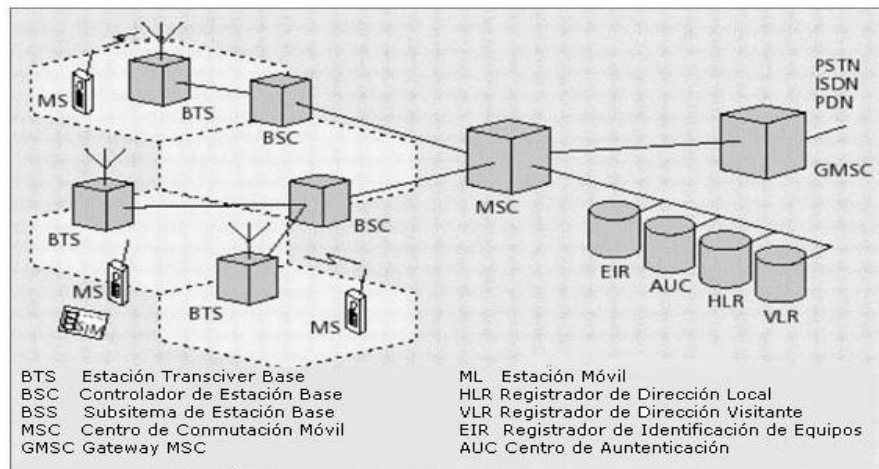 PSTN
ISDN
PDN
MS
BTS
BSC
MSC
GMSC
BTS
BSC
EIR
AUC
HLR
VLR
MS
SIM
BTS
MS
BTS Estación Transciver Base
BSC Controlador de Estación Base
BSS Subsitema de Estación Base
MSC Centro de Conmutación Móvil
GMSC Gateway MSC
ML Estación Móvil
HLR Registrador de Dirección Local
VLR Registrador de Dirección Visitante
EIR Registrador de Identificación de Equipos
AUC Centro de Auntenticación